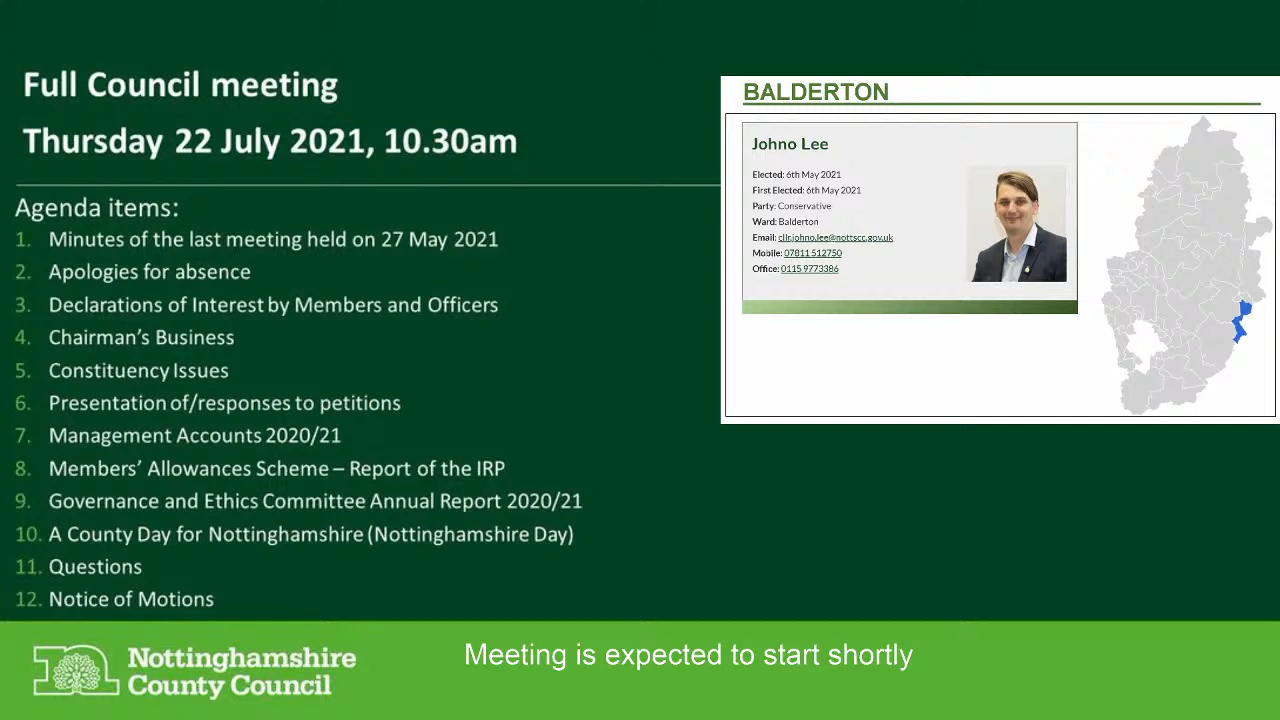 Full Council meeting
Thursday 22 July 2021, 10.30am
Agenda items:
1. Minutes of the last meeting held on 27 May 2021
2. Apologies for absence
3. Declarations of Interest by Members and Officers
4. Chairman's Business
5. Constituency Issues
6. Presentation of/responses to petitions
7. Management Accounts 2020/21
8. Members' Allowances Scheme – Report of the IRP
9. Governance and Ethics Committee Annual Report 2020/21
10. A County Day for Nottinghamshire (Nottinghamshire Day)
11. Questions
12. Notice of Motions
BALDERTON
Johno Lee
Elected: 6th May 2021
First Elected: 6th May 2021
Party: Conservative
Ward: Balderton
Email: cllr.johno.lee@nottscc.gov.uk
Mobile: 07811 512750
Office: 0115 9773386
Nottinghamshire
County Council
Meeting is expected to start shortly